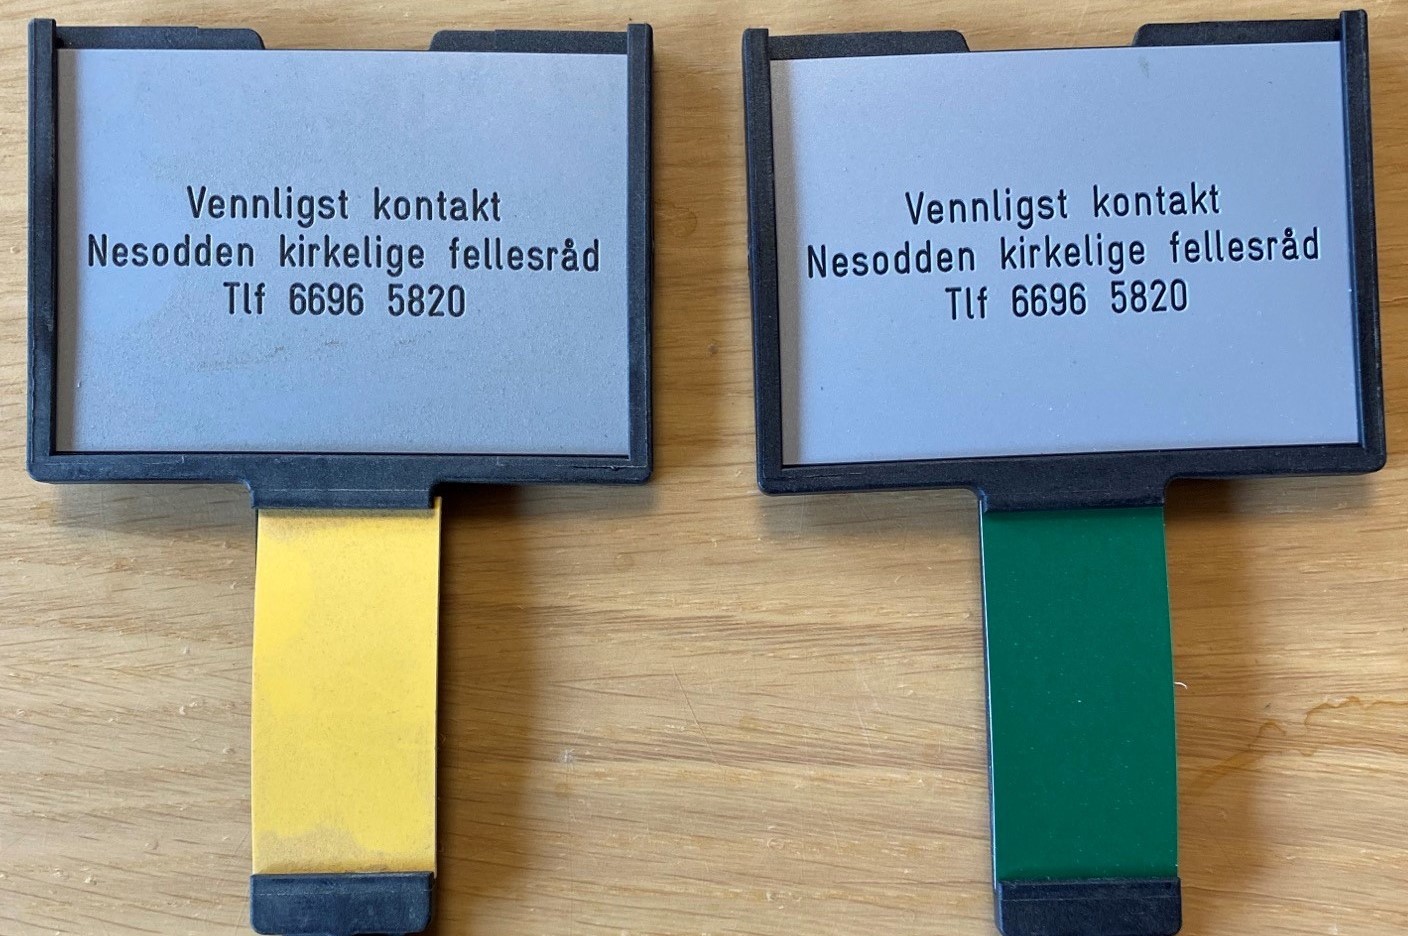 Vennligst kontakt
Nesodden kirkelige fellesråd
Tlf 6696 5820
Vennligst kontakt
Nesodden kirkelige fellesråd
Tlf 6696 5820